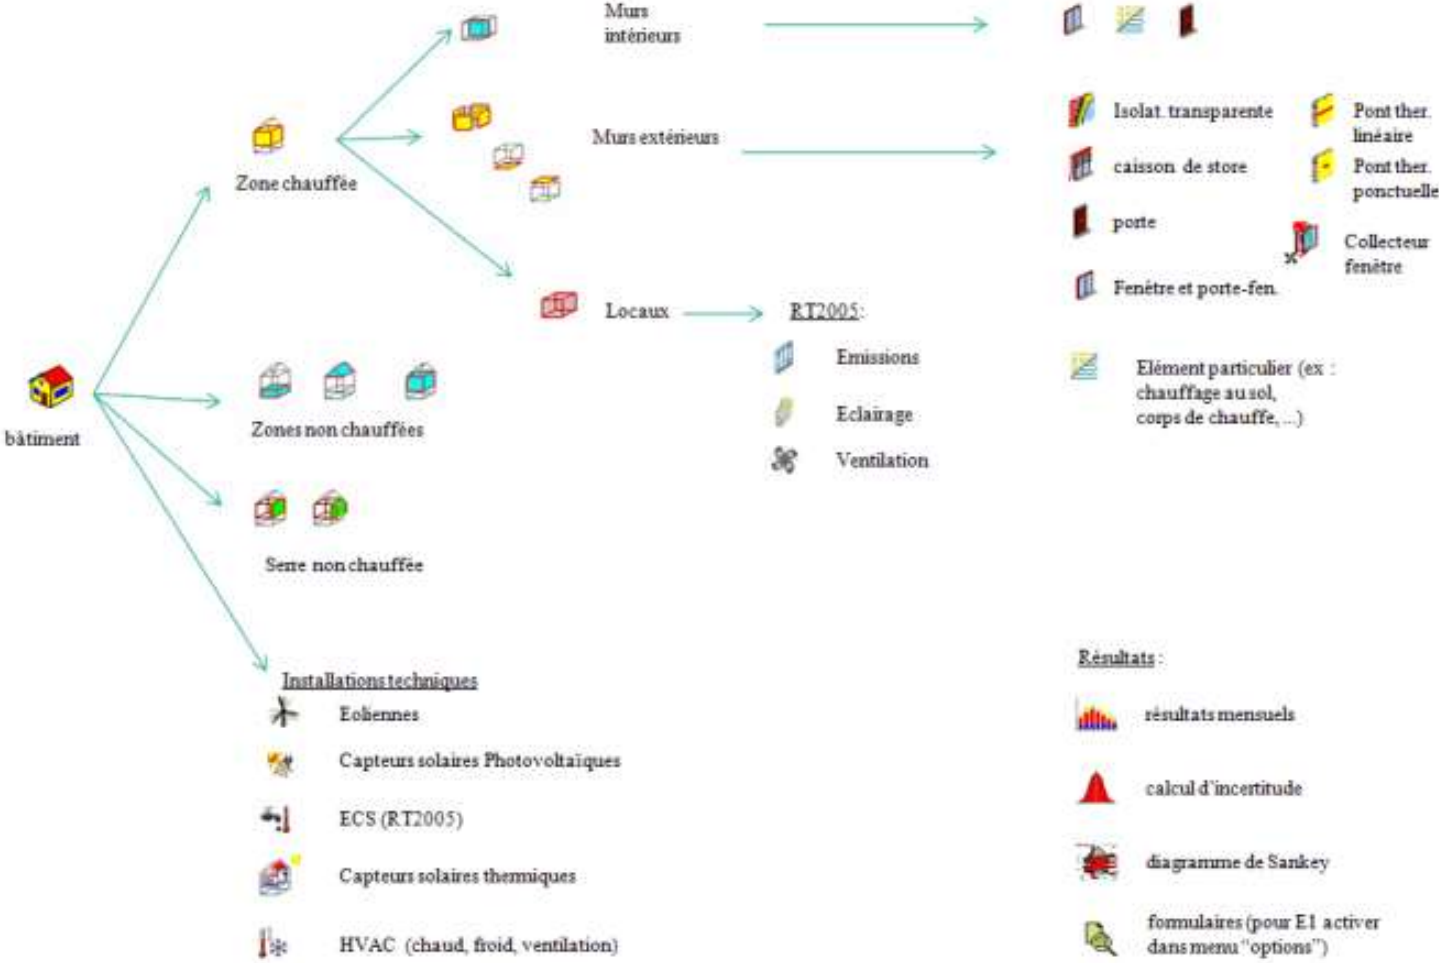 Murs
intérieurs
Murs extérieurs
Zone chauffée
Locaux
RT2005:
Emissions
Eclairage
Ventilation
Isolat. transparente
caisson de store
porte
Fenêtre et porte-fen.
Pont ther.
linéaire
Pont ther.
ponctuelle
Collecteur
fenêtre
Elément particulier (ex :
chauffage au sol,
corps de chauffe, ...)
bâtiment
Zones non chauffées
Serre non chauffée
Installations techniques
Eoliennes
Capteurs solaires Photovoltaïques
ECS (RT2005)
Capteurs solaires thermiques
HVAC (chaud, froid, ventilation)
Résultats :
résultats mensuels
calcul d'incertitude
diagramme de Sankey
formulaires (pour E1 activer
dans menu "options")